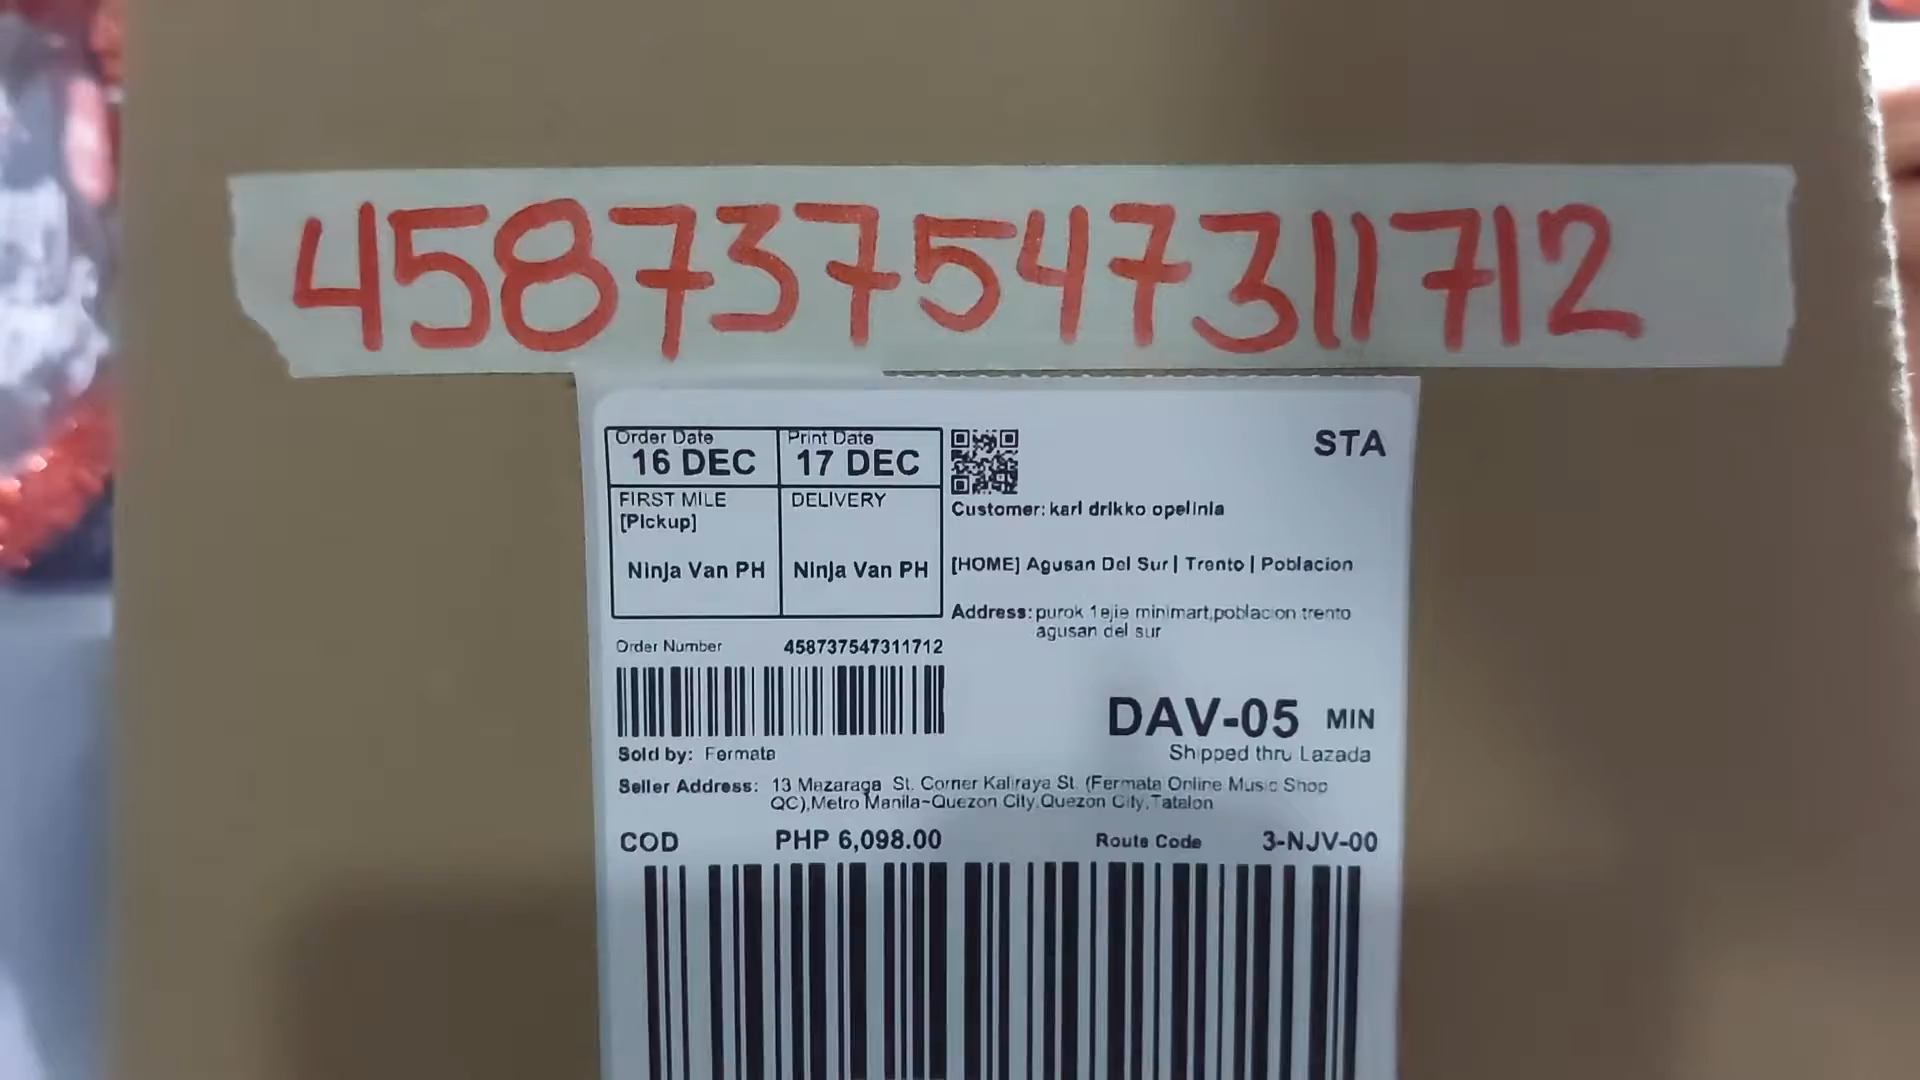 458737547311712
Order Date
16 DEC
Print Date
17 DEC
STA
FIRST MILE
[Pickup]
Ninja Van PH
DELIVERY
Ninja Van PH
Customer: karl drikko opelinia
[HOME] Agusan Del Sur | Trento | Poblacion
Address: purok 1 ejie minimart,poblacion trento
agusan del sur
Order Number 458737547311712
DAV-05 MIN
Shipped thru Lazada
Sold by: Fermata
Seller Address: 13 Mazaraga St. Corner Kaliraya St. (Fermata Online Music Shop
QC),Metro Manila~Quezon City,Quezon City,Tatalon
COD PHP 6,098.00 Route Code 3-NJV-00